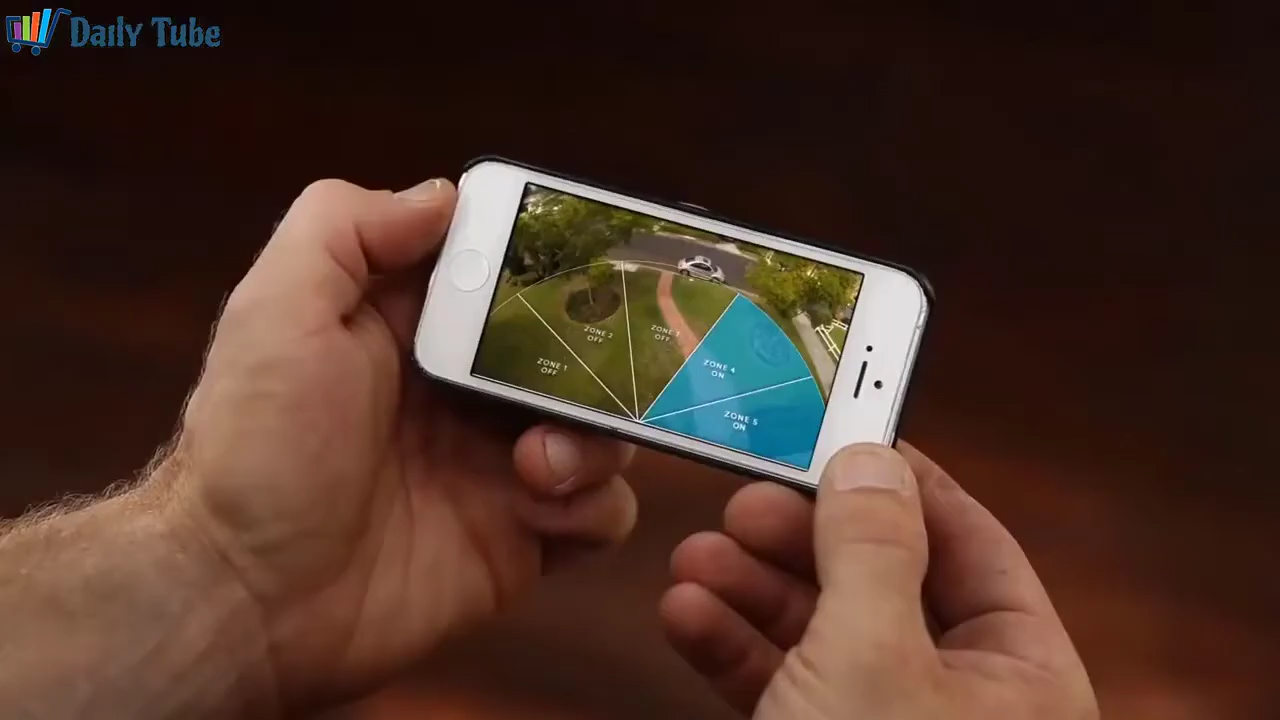 Daily Tube
ZONE 1
OFF
ZONE 2
OFF
ZONE 3
OFF
ZONE 4
ON
ZONE 5
ON